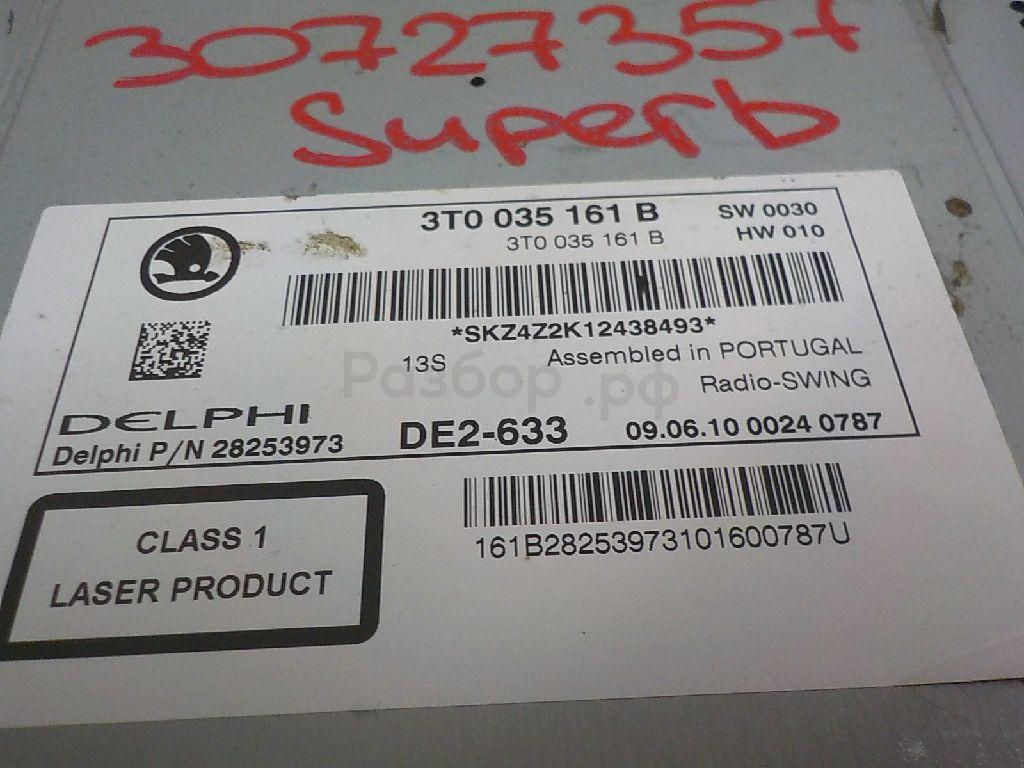 30727357
Superb
3T0 035 161 B
SW 0030
3T0 035 161 B
HW 010
*SKZ4Z2K12438493*
13S
Assembled in PORTUGAL
Разбор.рф
Radio-SWING
DELPHI
Delphi P/N 28253973
DE2-633
09.06.10 0024 0787
161B28253973101600787U
CLASS 1
LASER PRODUCT